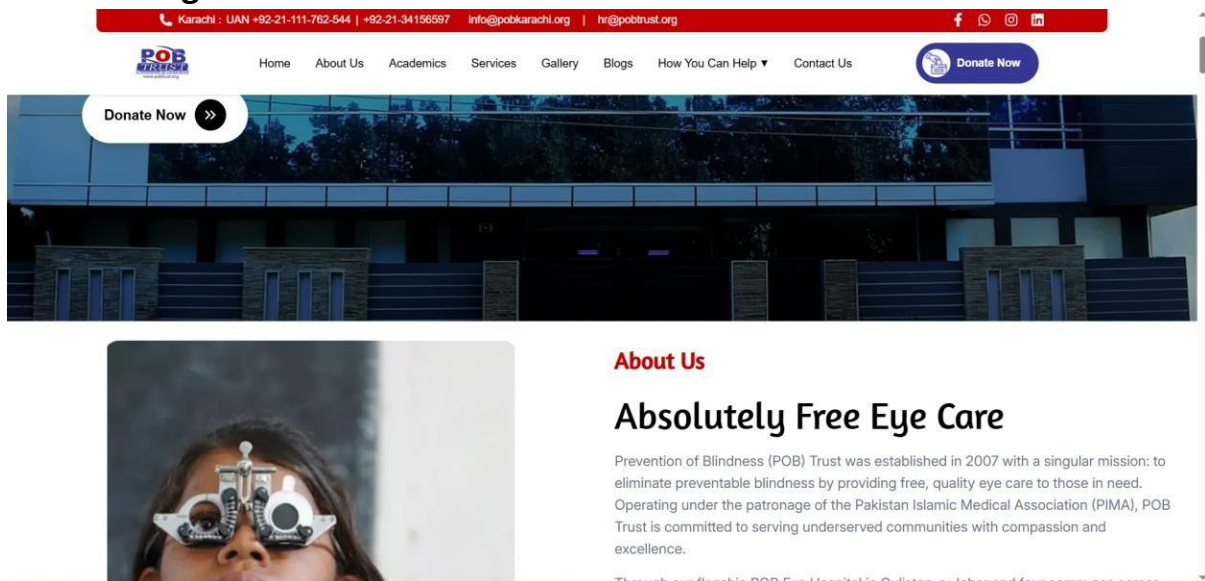 Karachi : UAN +92-21-111-762-544 | +92-21-34156597 info@pobkarachi.org | hr@pobtrust.org
POB
TRUST
www.pobtrust.org
Home About Us Academics Services Gallery Blogs How You Can Help ▼ Contact Us Donate Now
Donate Now
About Us
Absolutely Free Eye Care
Prevention of Blindness (POB) Trust was established in 2007 with a singular mission: to
eliminate preventable blindness by providing free, quality eye care to those in need.
Operating under the patronage of the Pakistan Islamic Medical Association (PIMA), POB
Trust is committed to serving underserved communities with compassion and
excellence.